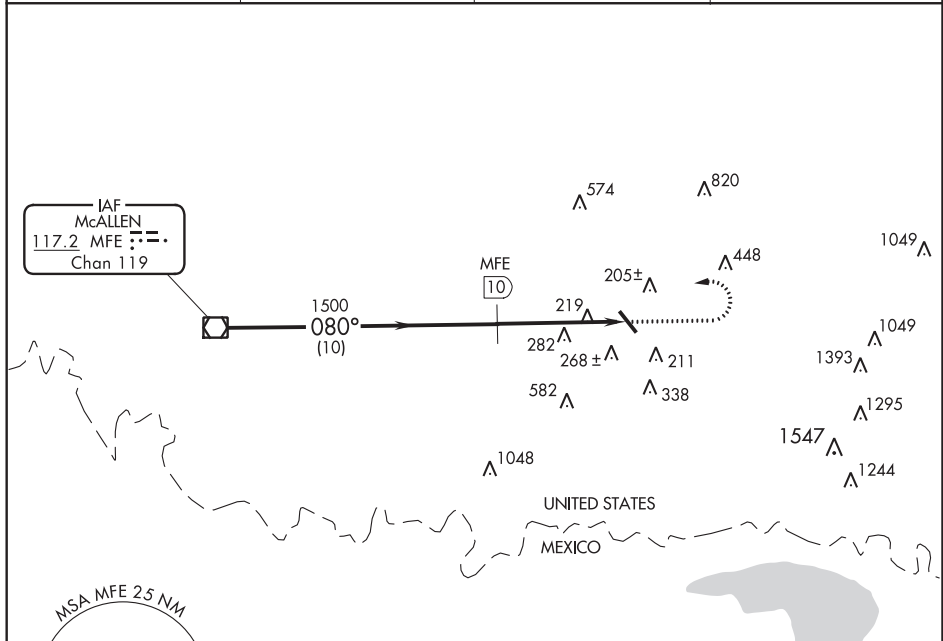 IAF
McALLEN
117.2 MFE
Chan 119
574
820
1049
448
MFE
10
205±
1500
080°
(10)
219
282
268 ±
211
1049
1393
582
338
1295
1547
1048
1244
UNITED STATES
MEXICO
MSA MFE 25 NM